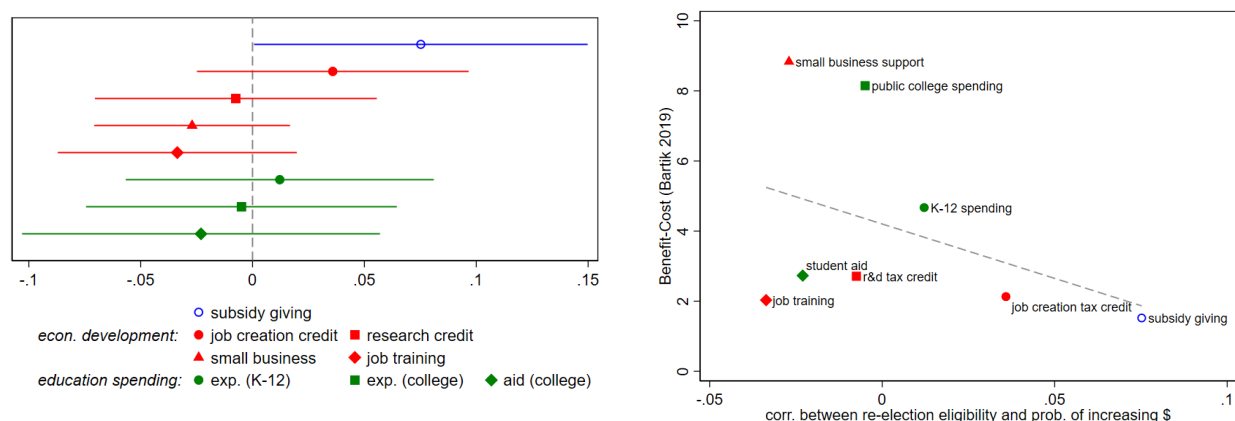 -.1 -.05 0 .05 .1 .15
subsidy giving
econ. development: job creation credit research credit
small business job training
education spending: exp. (K-12) exp. (college) aid (college)
Benefit-Cost (Bartik 2019)
10
8
6
4
2
0
small business support
public college spending
K-12 spending
student aid
r&d tax credit
job training
job creation tax credit
subsidy giving
-.05 0 .05 .1
corr. between re-election eligibility and prob. of increasing $